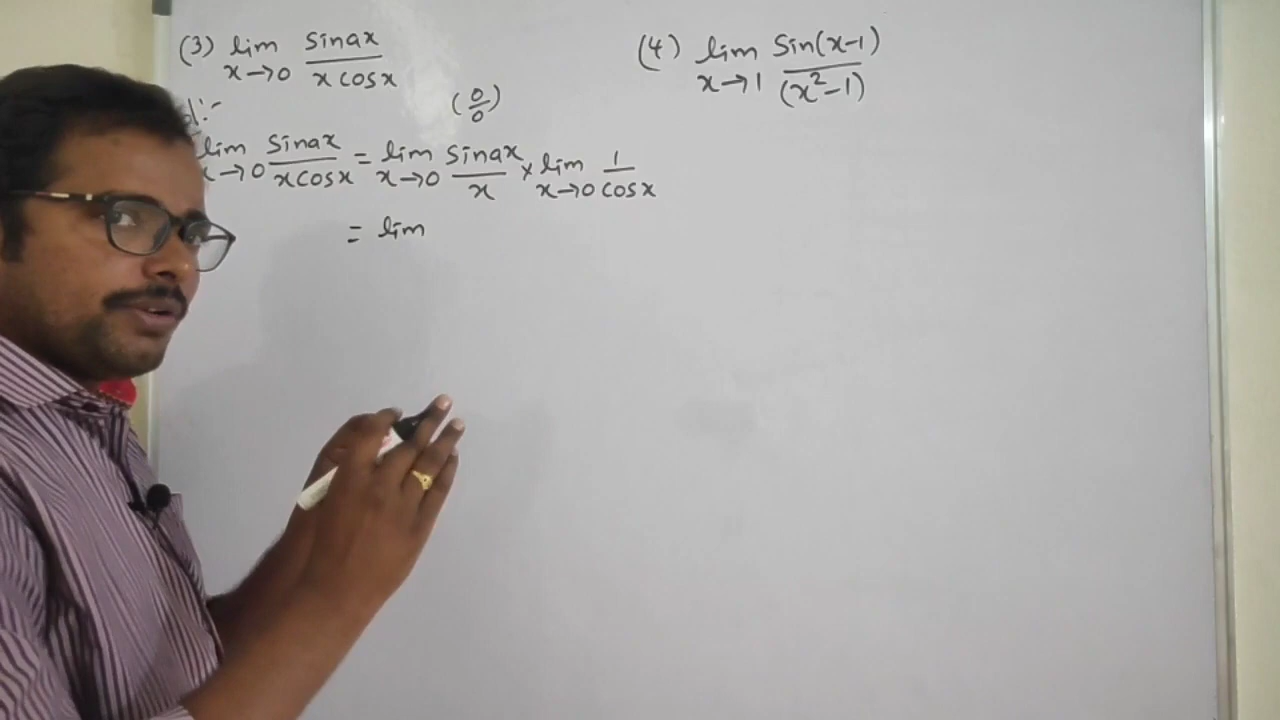 (3) lim x→0 sinax / x cosx
(4) lim x→1 Sin(x-1) / (x²-1)
(0/0)
lim x→0 sinax / xcosx = lim x→0 sinax / x × lim x→0 1 / cosx
= lim